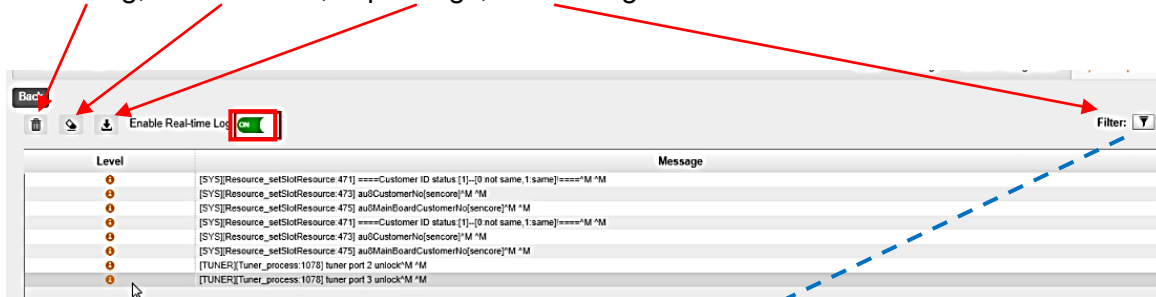 Back
Enable Real-time Log ON Filter:
Level Message
[SYS][Resource_setSlotResource:471] ====Customer ID status:[1]--[0:not same,1:same]!====^M ^M
[SYS][Resource_setSlotResource:473] au8CustomerNo[sencore]^M ^M
[SYS][Resource_setSlotResource:475] au8MainBoardCustomerNo[sencore]^M ^M
[SYS][Resource_setSlotResource:471] ====Customer ID status:[1]--[0:not same,1:same]!====^M ^M
[SYS][Resource_setSlotResource:473] au8CustomerNo[sencore]^M ^M
[SYS][Resource_setSlotResource:475] au8MainBoardCustomerNo[sencore]^M ^M
[TUNER][Tuner_process:1078] tuner port 2 unlock^M ^M
[TUNER][Tuner_process:1078] tuner port 3 unlock^M ^M